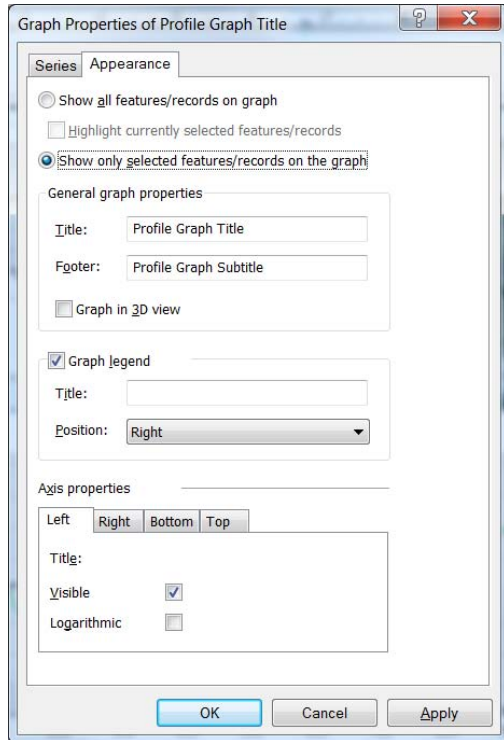 Graph Properties of Profile Graph Title
Series Appearance
Show all features/records on graph
Highlight currently selected features/records
Show only selected features/records on the graph
General graph properties
Title: Profile Graph Title
Footer: Profile Graph Subtitle
Graph in 3D view
Graph legend
Title:
Position: Right
Axis properties
Left Right Bottom Top
Title:
Visible
Logarithmic
OK Cancel Apply